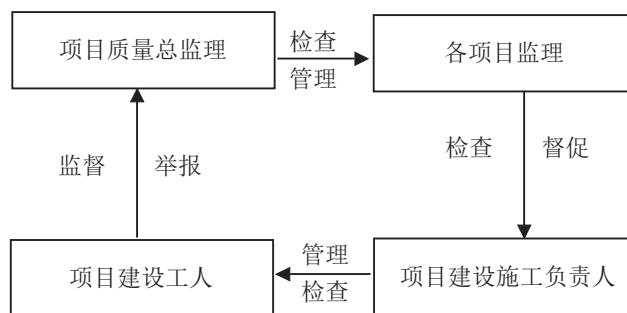 项目质量总监理
检查
管理
各项目监理
监督
举报
检查
督促
项目建设工人
管理
检查
项目建设施工负责人